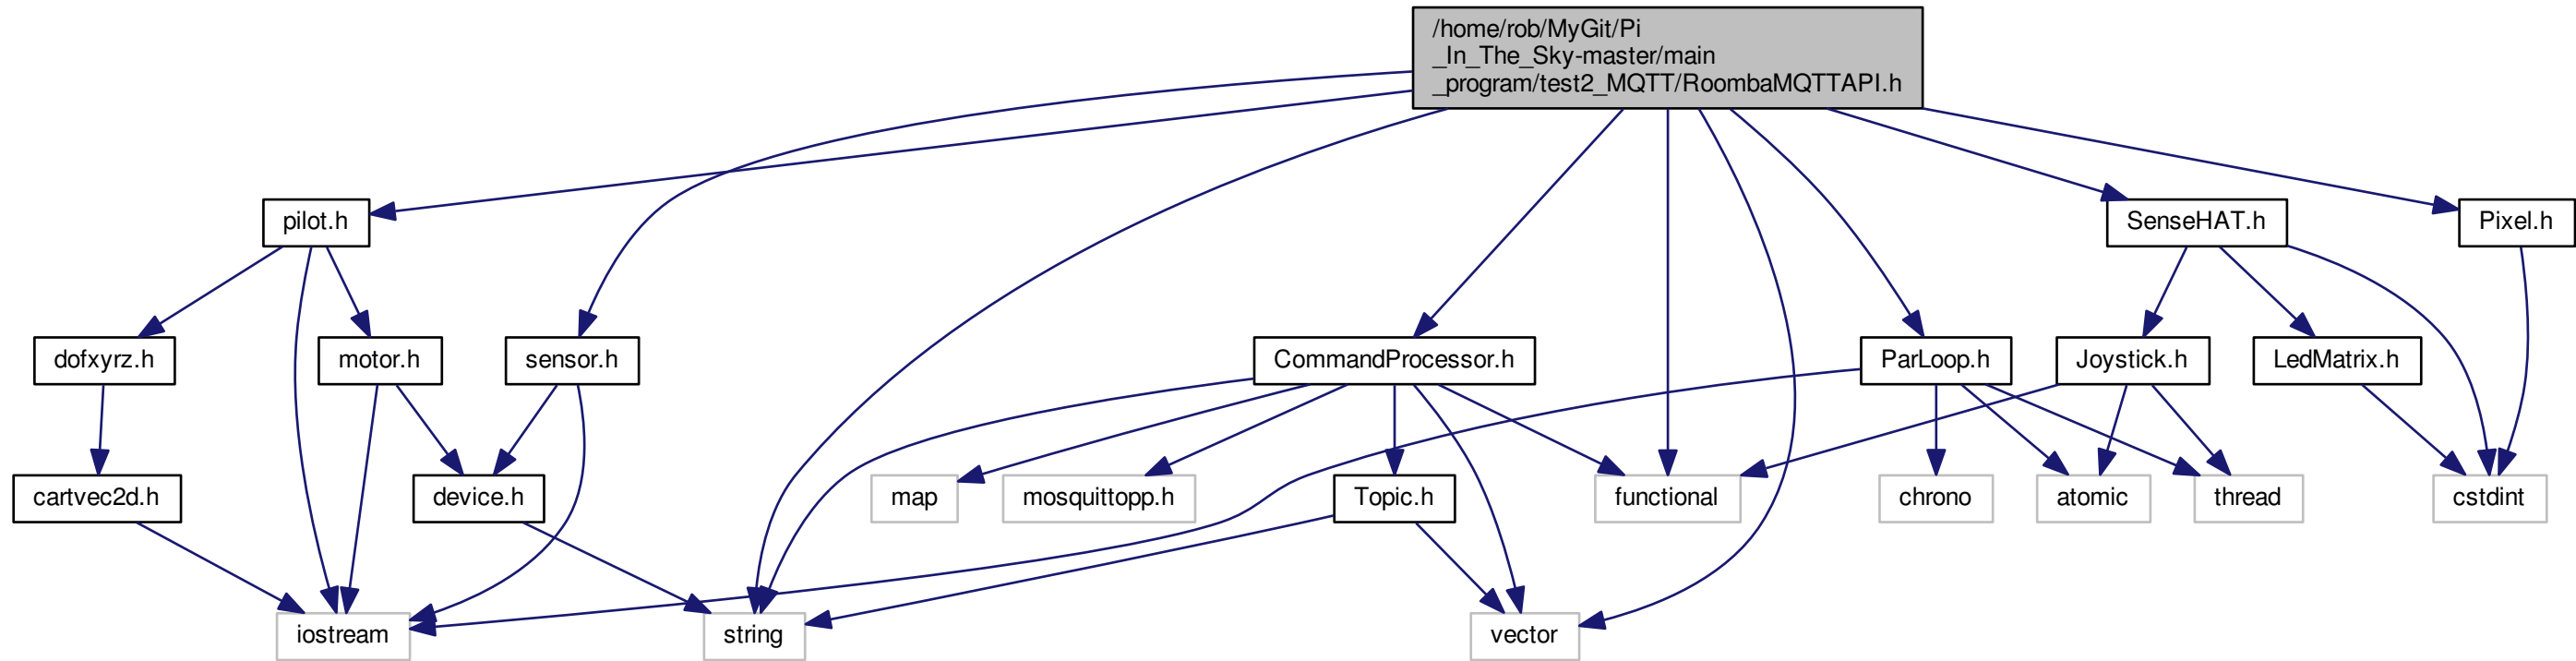 /home/rob/MyGit/Pi
_In_The_Sky-master/main
_program/test2_MQTT/RoombaMQTTAPI.h
pilot.h
SenseHAT.h
Pixel.h
dofxyrz.h
motor.h
sensor.h
CommandProcessor.h
ParLoop.h
Joystick.h
LedMatrix.h
cartvec2d.h
device.h
map
mosquittopp.h
Topic.h
functional
chrono
atomic
thread
cstdint
iostream
string
vector